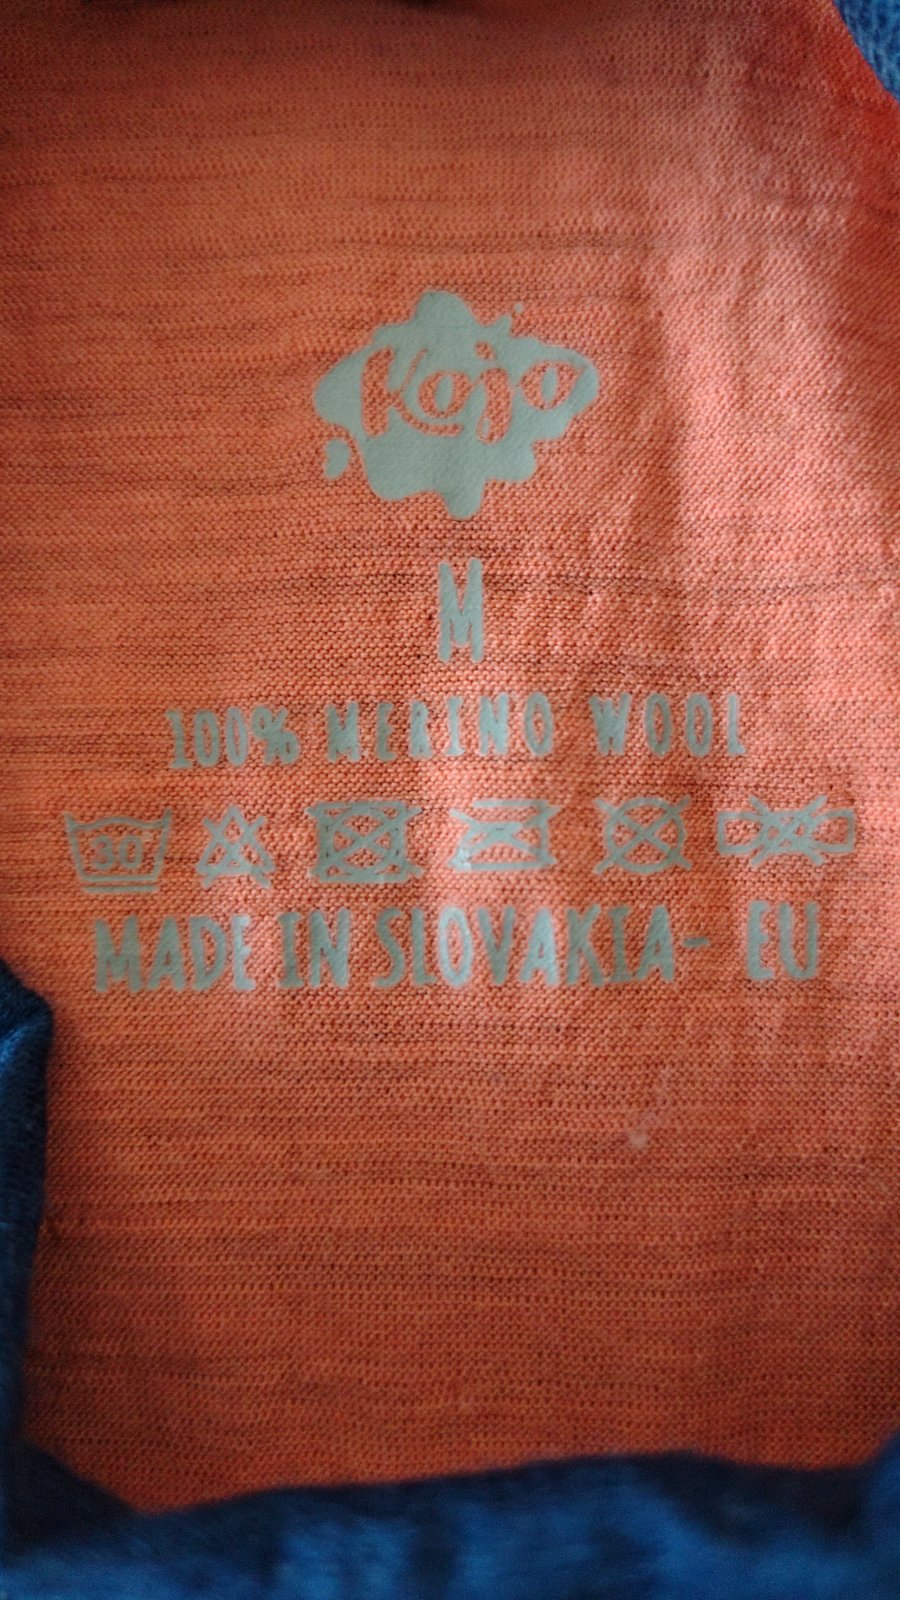 Kojo
M
100% MERINO WOOL
30
MADE IN SLOVAKIA- EU